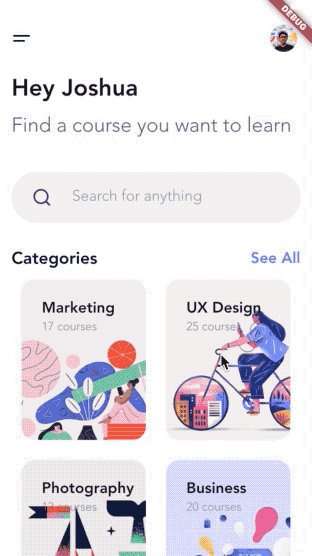 DEBUG
Hey Joshua
Find a course you want to learn
Search for anything
Categories
See All
Marketing
17 courses
UX Design
25 courses
Photography
courses
Business
20 courses